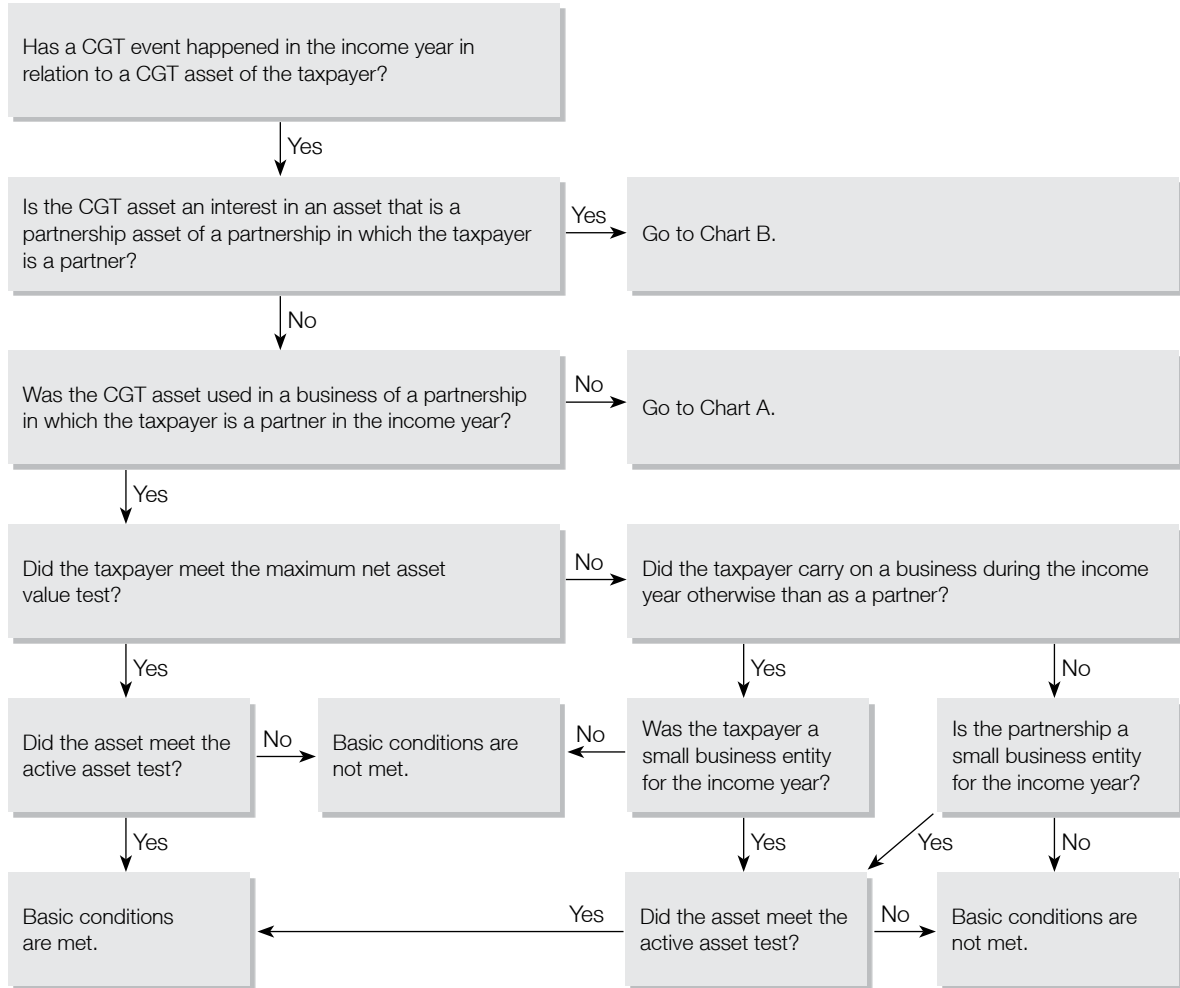 Has a CGT event happened in the income year in
relation to a CGT asset of the taxpayer?
Yes
Is the CGT asset an interest in an asset that is a
partnership asset of a partnership in which the taxpayer
is a partner?
Yes
Go to Chart B.
No
Was the CGT asset used in a business of a partnership
in which the taxpayer is a partner in the income year?
No
Go to Chart A.
Yes
Did the taxpayer meet the maximum net asset
value test?
No
Did the taxpayer carry on a business during the income
year otherwise than as a partner?
Yes
Yes
No
Did the asset meet the
active asset test?
No
Basic conditions are
not met.
No
Was the taxpayer a
small business entity
for the income year?
Is the partnership a
small business entity
for the income year?
Yes
Yes
Yes
No
Basic conditions
are met.
Yes
Did the asset meet the
active asset test?
No
Basic conditions are
not met.